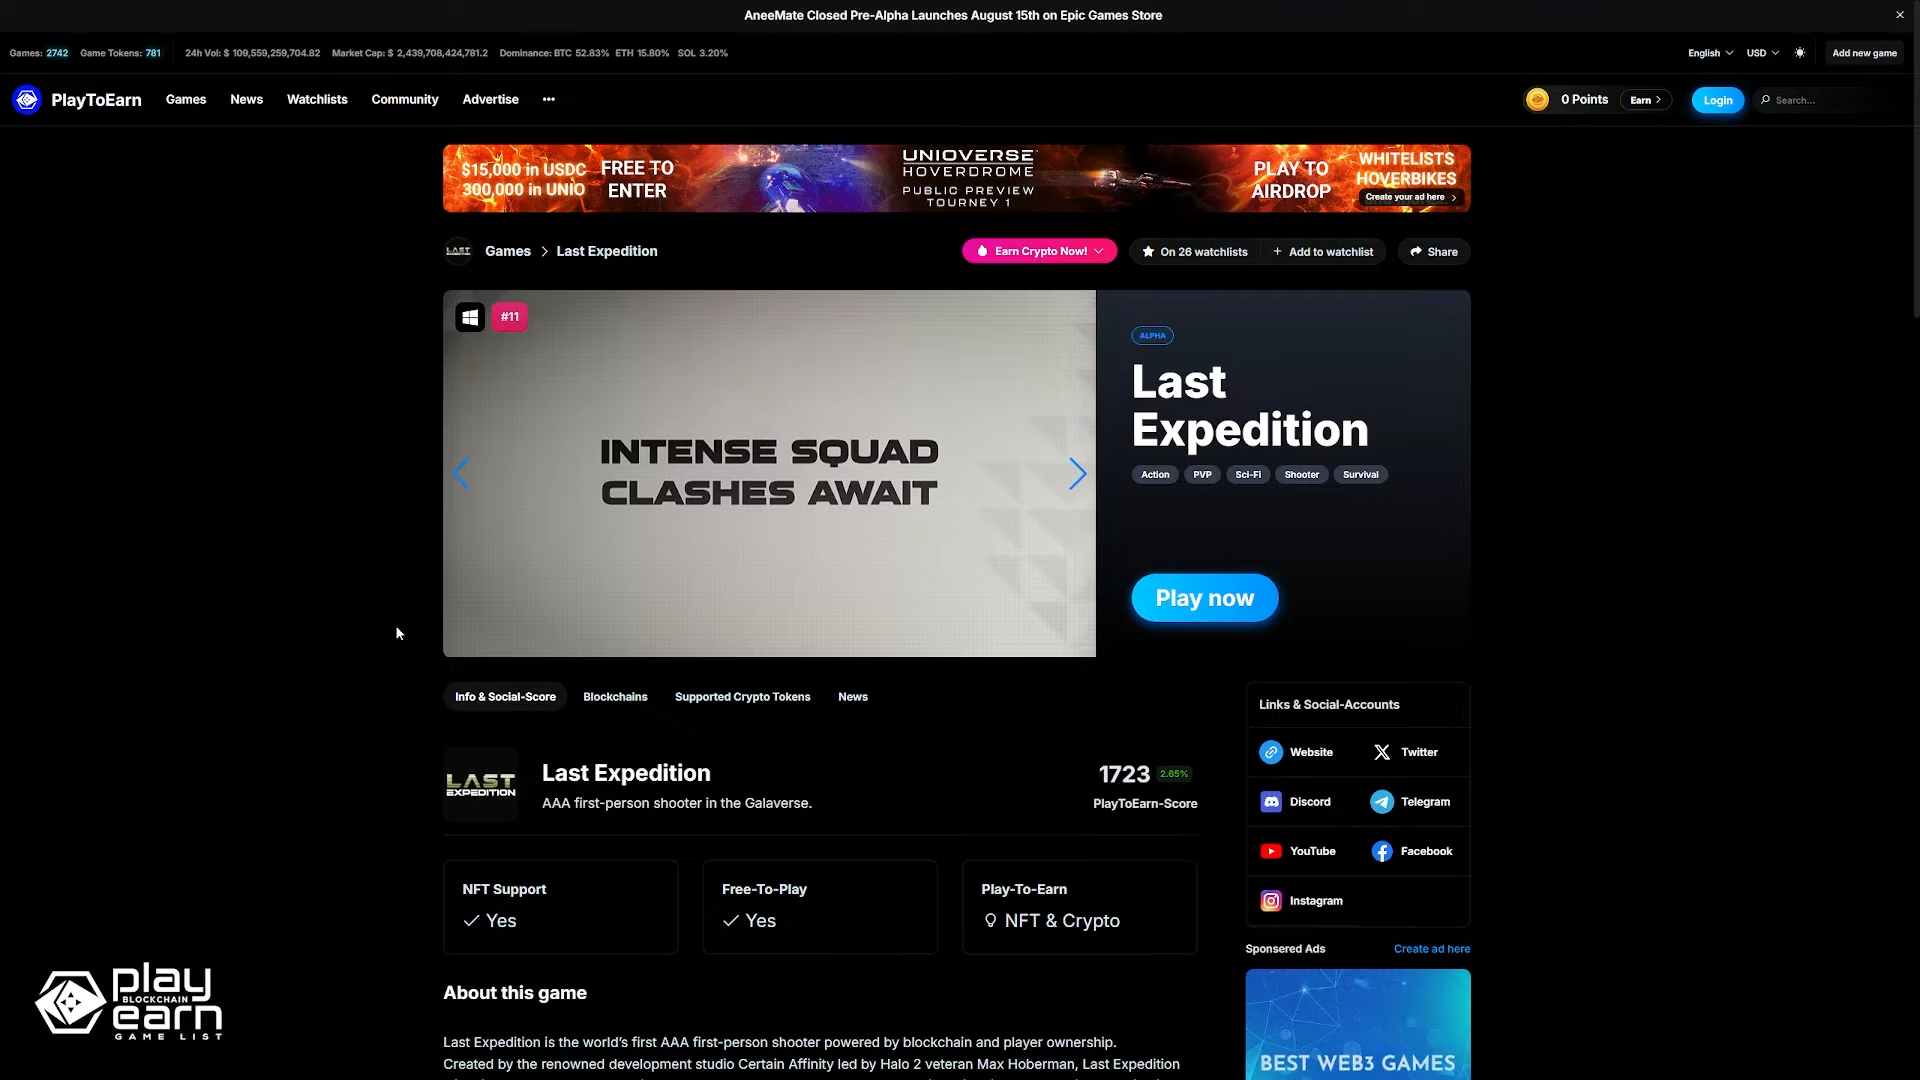 AneeMate Closed Pre-Alpha Launches August 15th on Epic Games Store
Games: 2742 Game Tokens: 781 24h Vol: $ 109,559,259,704.82 Market Cap: $ 2,439,708,424,781.2 Dominance: BTC 52.83% ETH 15.80% SOL 3.20% English USD Add new game
PlayToEarn Games News Watchlists Community Advertise ••• 0 Points Earn Login Search...
$15,000 in USDC
300,000 in UNIO
FREE TO
ENTER
UNIOVERSE
HOVERDROME
PUBLIC PREVIEW
TOURNEY 1
PLAY TO
AIRDROP
WHITELISTS
HOVERBIKES
Create your ad here
LAST
EXPEDITION
Games > Last Expedition Earn Crypto Now! On 26 watchlists + Add to watchlist Share
#11
INTENSE SQUAD
CLASHES AWAIT
ALPHA
Last
Expedition
Action PVP Sci-Fi Shooter Survival
Play now
Info & Social-Score Blockchains Supported Crypto Tokens News
LAST
EXPEDITION
Last Expedition
AAA first-person shooter in the Galaverse.
1723 2.65%
PlayToEarn-Score
NFT Support
Yes
Free-To-Play
Yes
Play-To-Earn
NFT & Crypto
About this game
Last Expedition is the world's first AAA first-person shooter powered by blockchain and player ownership.
Created by the renowned development studio Certain Affinity led by Halo 2 veteran Max Hoberman, Last Expedition
Links & Social-Accounts
Website Twitter
Discord Telegram
YouTube Facebook
Instagram
Sponsored Ads Create ad here
BEST WEB3 GAMES
play
BLOCKCHAIN
earn
GAME LIST